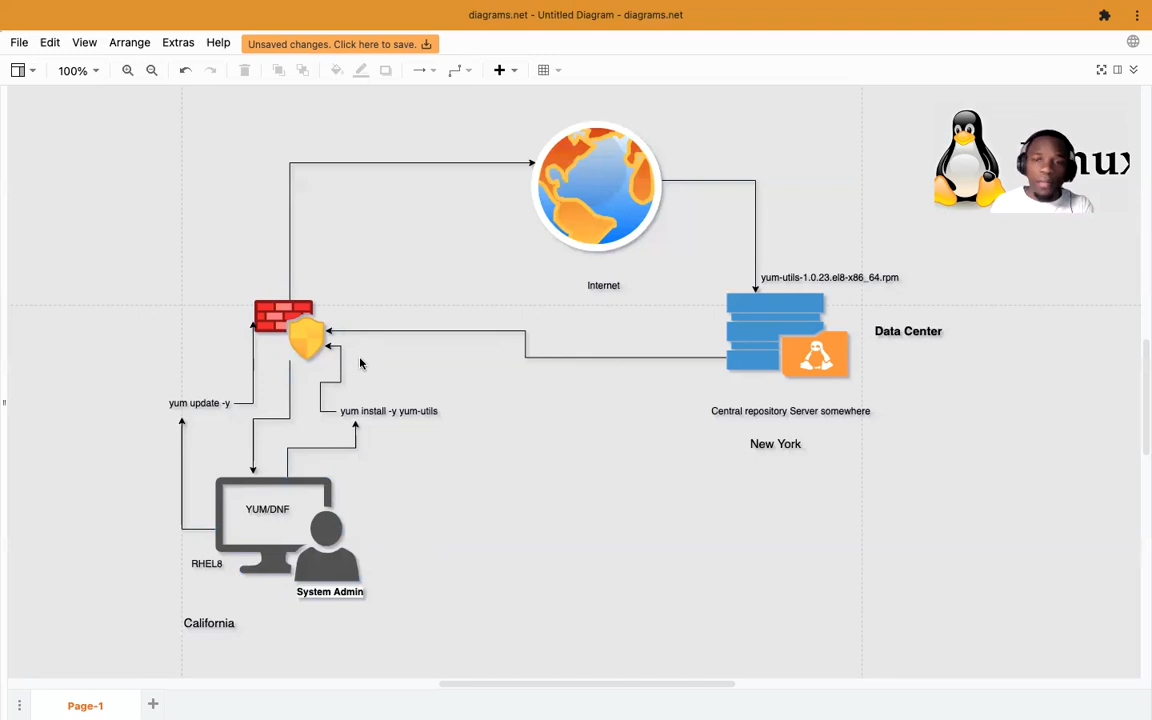 diagrams.net - Untitled Diagram - diagrams.net
File Edit View Arrange Extras Help Unsaved changes. Click here to save.
100%
yum-utils-1.0.23.el8-x86_64.rpm
Internet
Data Center
yum update -y
yum install -y yum-utils
Central repository Server somewhere
New York
YUM/DNF
RHEL8
System Admin
California
Page-1